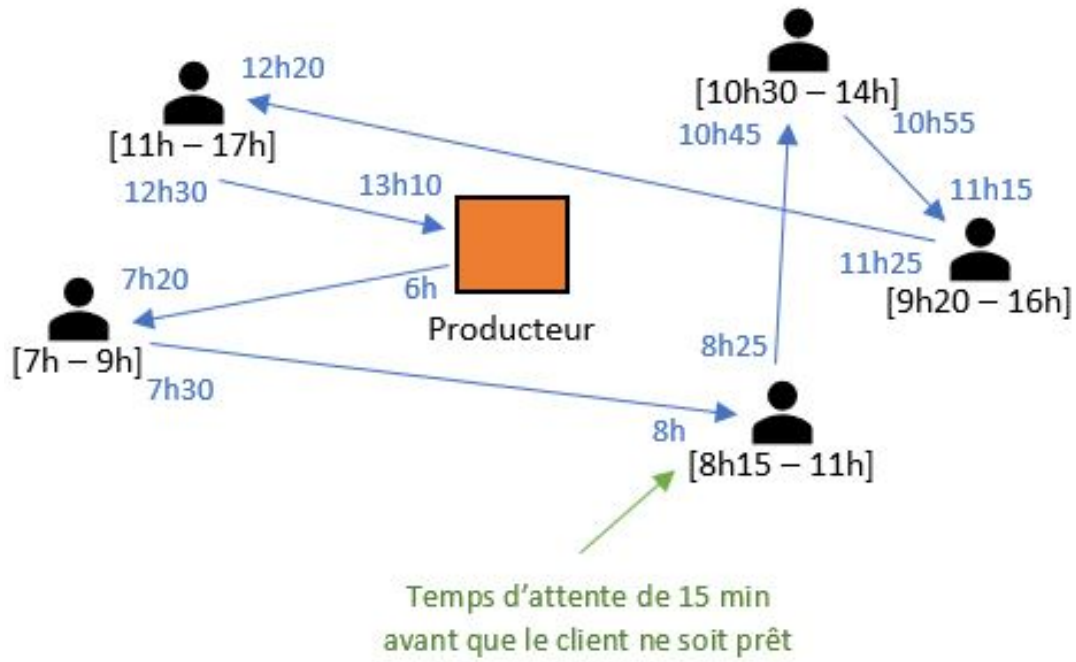 12h20
[11h – 17h]
12h30
13h10
[10h30 – 14h]
10h45
10h55
11h15
11h25
[9h20 – 16h]
7h20
6h
Producteur
[7h – 9h]
7h30
8h25
8h
[8h15 – 11h]
Temps d'attente de 15 min
avant que le client ne soit prêt